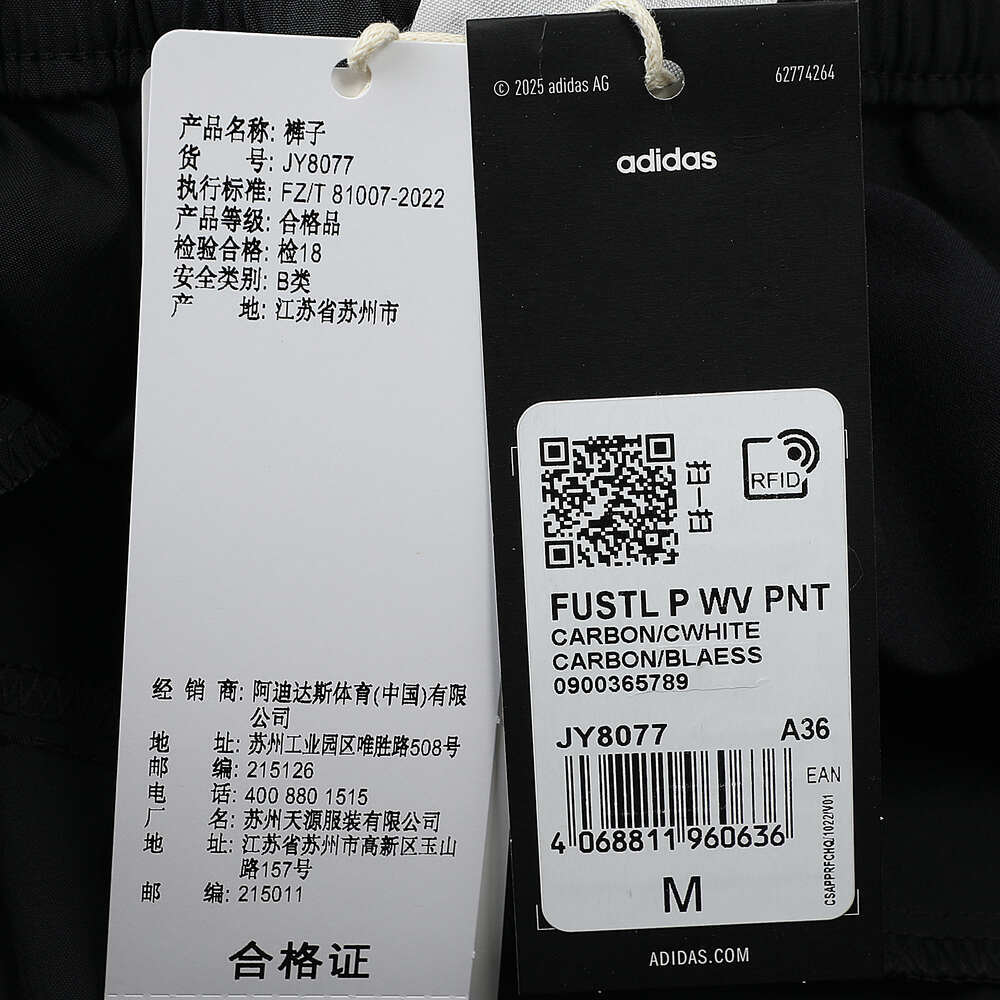 产品名称: 裤子
货 号: JY8077
执行标准: FZ/T 81007-2022
产品等级: 合格品
检验合格: 检18
安全类别: B类
产 地: 江苏省苏州市
经 销 商: 阿迪达斯体育(中国)有限
公司
地 址: 苏州工业园区唯胜路508号
邮 编: 215126
电 话: 400 880 1515
厂 名: 苏州天源服装有限公司
地 址: 江苏省苏州市高新区玉山
路157号
邮 编: 215011
合格证
© 2025 adidas AG
62774264
adidas
扫一扫
RFID
FUSTL P WV PNT
CARBON/CWHITE
CARBON/BLAESS
0900365789
JY8077 A36
EAN
4 068811 960636
CSAPPRFCHQ/1022/V01
M
ADIDAS.COM